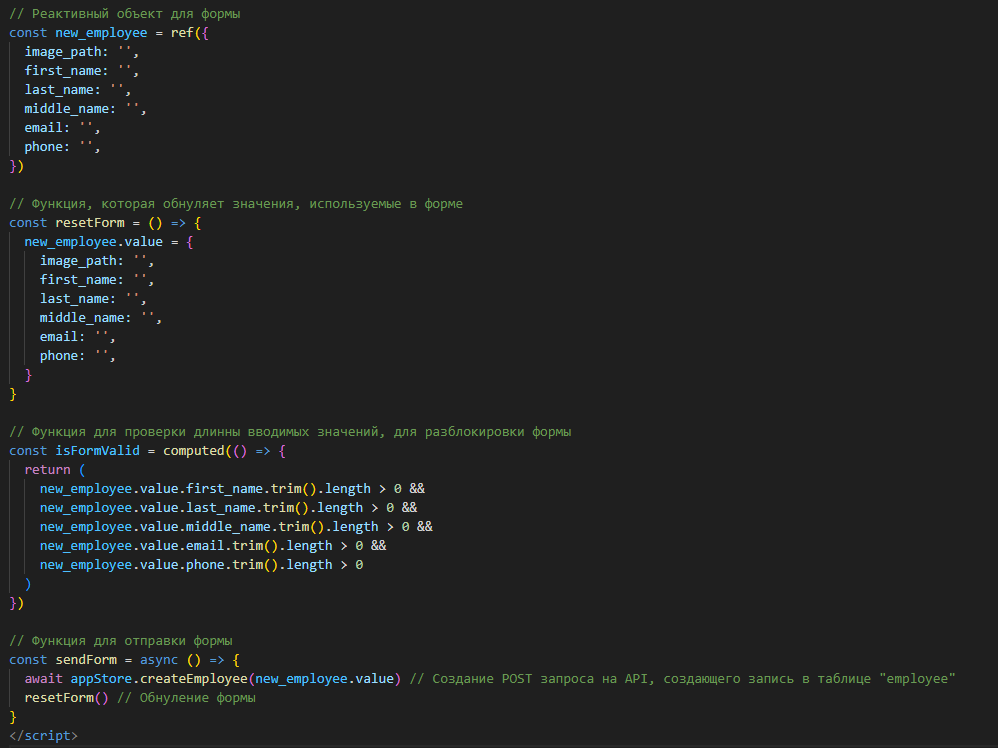 // Реактивный объект для формы
const new_employee = ref({
  image_path: '',
  first_name: '',
  last_name: '',
  middle_name: '',
  email: '',
  phone: '',
})
// Функция, которая обнуляет значения, используемые в форме
const resetForm = () => {
  new_employee.value = {
    image_path: '',
    first_name: '',
    last_name: '',
    middle_name: '',
    email: '',
    phone: '',
  }
}
// Функция для проверки длинны вводимых значений, для разблокировки формы
const isFormValid = computed(() => {
  return (
    new_employee.value.first_name.trim().length > 0 &&
    new_employee.value.last_name.trim().length > 0 &&
    new_employee.value.middle_name.trim().length > 0 &&
    new_employee.value.email.trim().length > 0 &&
    new_employee.value.phone.trim().length > 0
  )
})
// Функция для отправки формы
const sendForm = async () => {
  await appStore.createEmployee(new_employee.value) // Создание POST запроса на API, создающего запись в таблице "employee"
  resetForm() // Обнуление формы
}
</script>